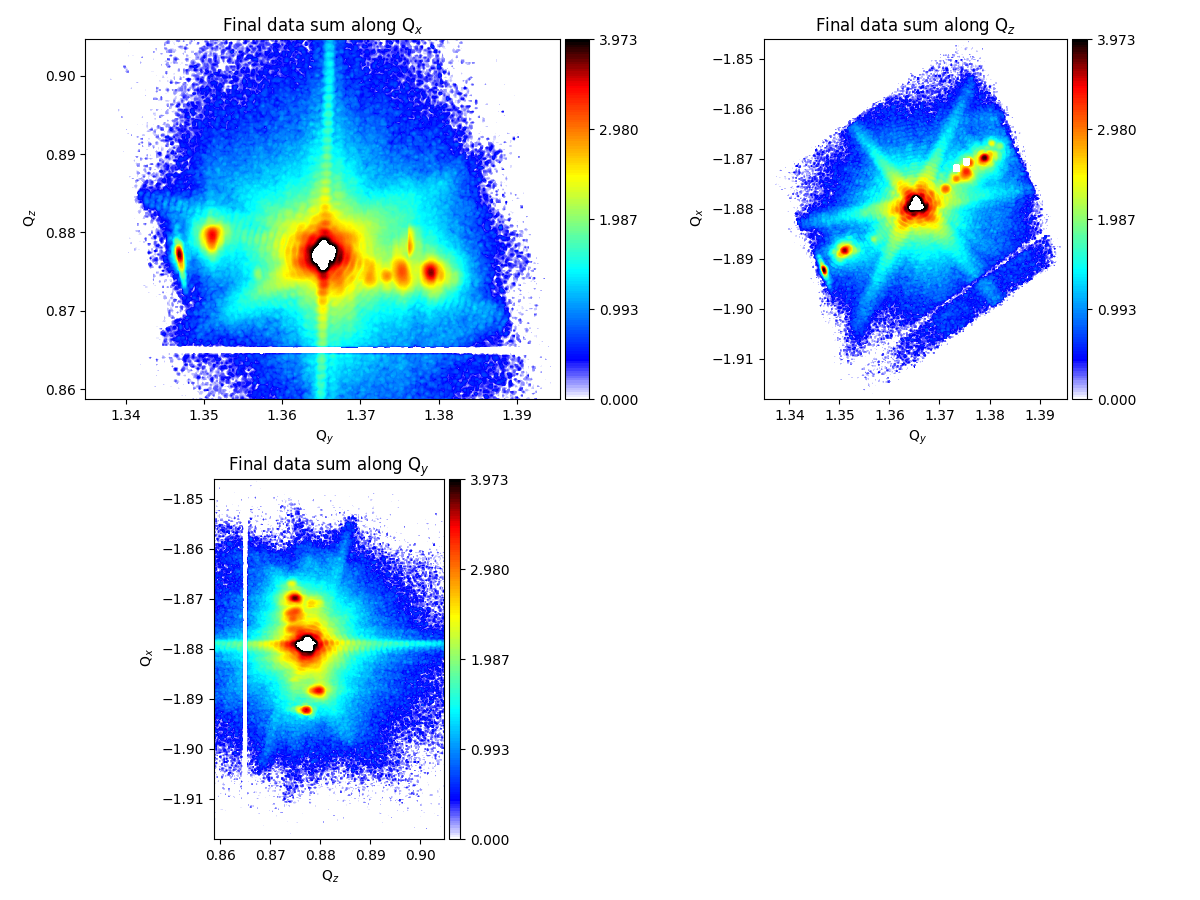 Final data sum along Qx
Final data sum along Qz
0.90
0.89
0.88
0.87
0.86
Qz
1.34 1.35 1.36 1.37 1.38 1.39
Qy
3.973
2.980
1.987
0.993
0.000
−1.85
−1.86
−1.87
−1.88
−1.89
−1.90
−1.91
Qx
1.34 1.35 1.36 1.37 1.38 1.39
Qy
3.973
2.980
1.987
0.993
0.000
Final data sum along Qy
−1.85
−1.86
−1.87
−1.88
−1.89
−1.90
−1.91
Qx
0.86 0.87 0.88 0.89 0.90
Qz
3.973
2.980
1.987
0.993
0.000